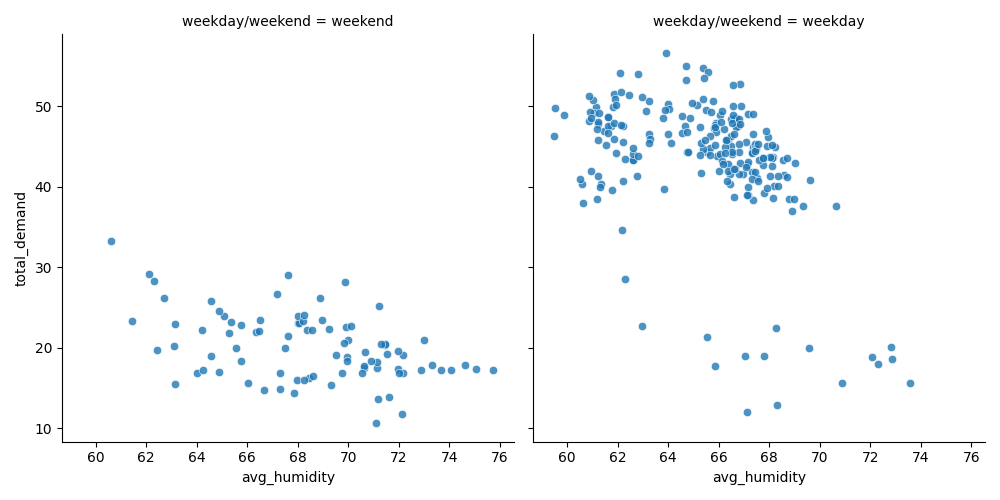 weekday/weekend = weekend
weekday/weekend = weekday
total_demand
50
40
30
20
10
60 62 64 66 68 70 72 74 76
60 62 64 66 68 70 72 74 76
avg_humidity
avg_humidity